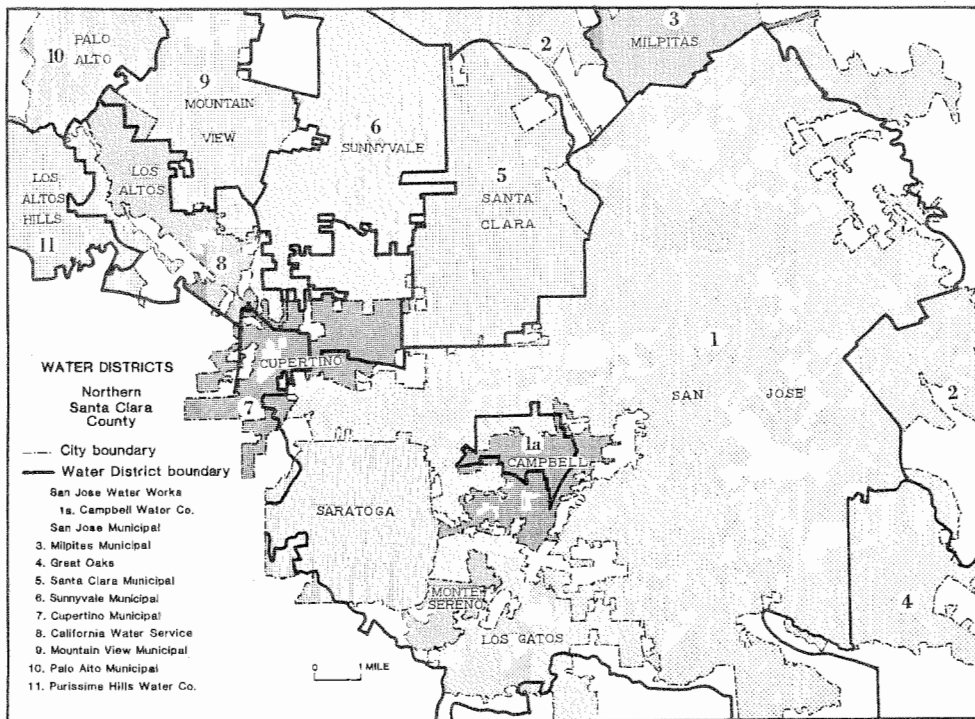 3
MILPITAS
2
PALO
10 ALTO
9
MOUNTAIN
VIEW
6
SUNNYVALE
LOS
ALTOS
5
SANTA
CLARA
LOS
ALTOS
HILLS
11
8
1
CUPERTINO
SAN JOSE
2
7
1a
CAMPBELL
SARATOGA
MONTE
SERENO
LOS GATOS
4
WATER DISTRICTS
Northern
Santa Clara
County
City boundary
Water District boundary
San Jose Water Works
1a. Campbell Water Co.
San Jose Municipal
3. Milpites Municipal
4. Great Oaks
5. Santa Clara Municipal
6. Sunnyvale Municipal
7. Cupertino Municipal
8. California Water Service
9. Mountain View Municipal
10. Palo Alto Municipal
11. Purissima Hills Water Co.
0 1 MILE